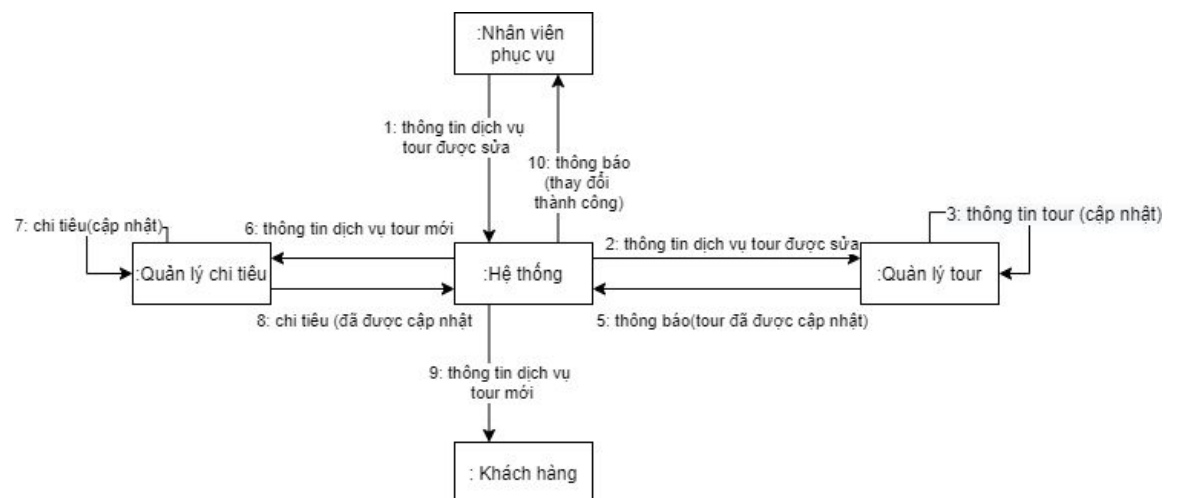 :Nhân viên
phục vụ
1: thông tin dịch vụ
tour được sửa
10: thông báo
(thay đổi
thành công)
7: chi tiêu(cập nhật)
6: thông tin dịch vụ tour mới
2: thông tin dịch vụ tour được sửa
3: thông tin tour (cập nhật)
:Quản lý chi tiêu
:Hệ thống
:Quản lý tour
8: chi tiêu (đã được cập nhật
5: thông báo(tour đã được cập nhật)
9: thông tin dịch vụ
tour mới
: Khách hàng